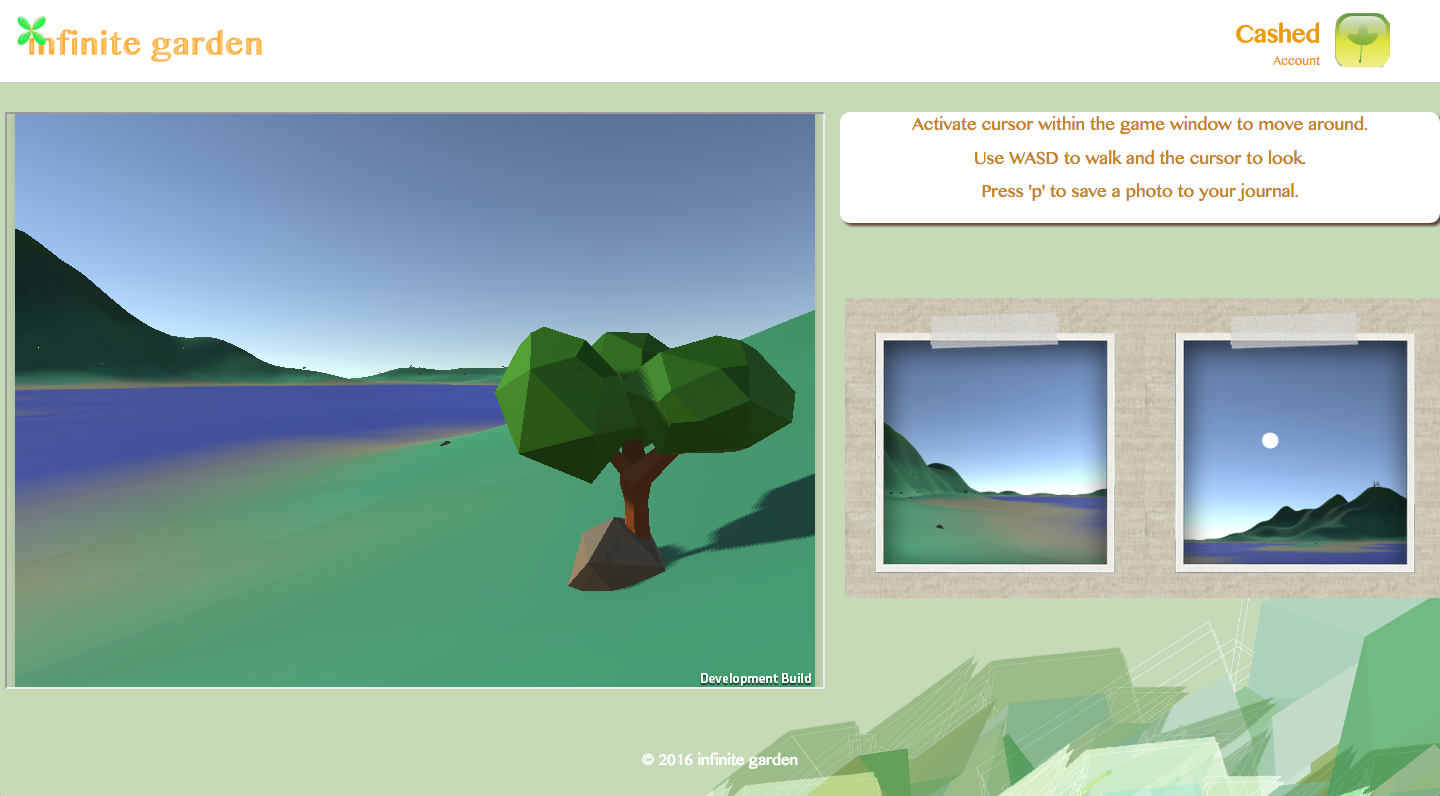 infinite garden
Cashed
Account
Activate cursor within the game window to move around.
Use WASD to walk and the cursor to look.
Press 'p' to save a photo to your journal.
Development Build
© 2016 infinite garden